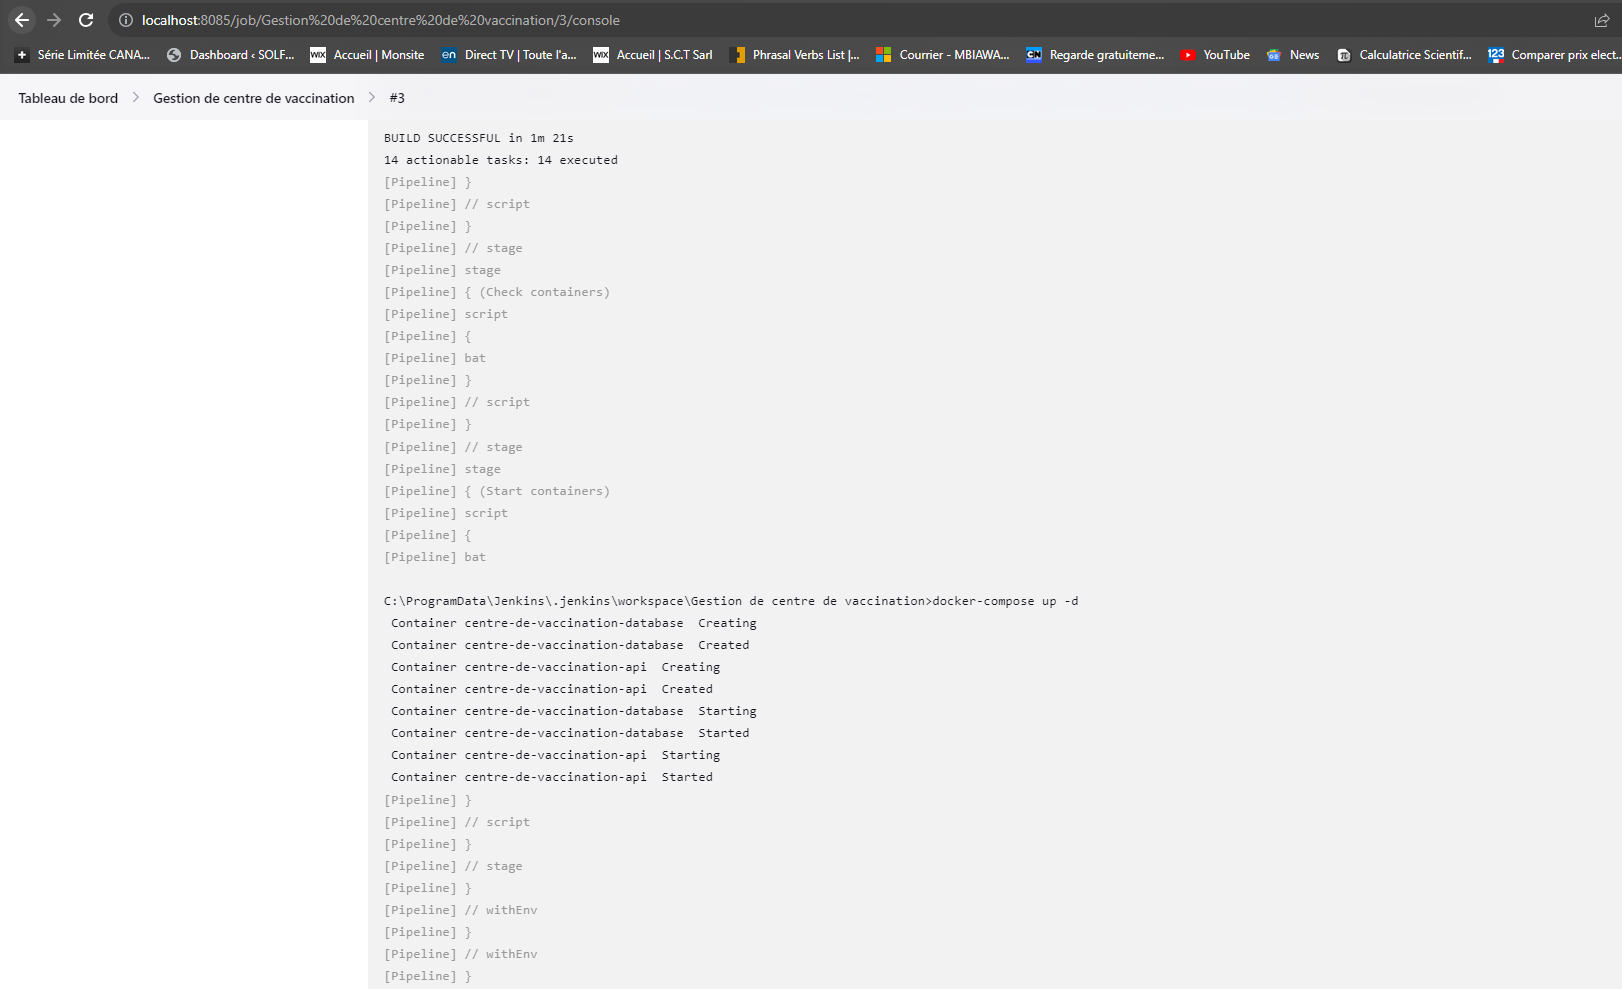 localhost:8085/job/Gestion%20de%20centre%20de%20vaccination/3/console
Série Limitée CANA... Dashboard ‹ SOLF... WIX Accueil | Monsite en Direct TV | Toute l'a... WIX Accueil | S.C.T Sarl Phrasal Verbs List |... Courrier - MBIAWA... CN Regarde gratuiteme... YouTube News Calculatrice Scientif... 123 Comparer prix elect...
Tableau de bord > Gestion de centre de vaccination > #3
BUILD SUCCESSFUL in 1m 21s
14 actionable tasks: 14 executed
[Pipeline] }
[Pipeline] // script
[Pipeline] }
[Pipeline] // stage
[Pipeline] stage
[Pipeline] { (Check containers)
[Pipeline] script
[Pipeline] {
[Pipeline] bat
[Pipeline] }
[Pipeline] // script
[Pipeline] }
[Pipeline] // stage
[Pipeline] stage
[Pipeline] { (Start containers)
[Pipeline] script
[Pipeline] {
[Pipeline] bat
C:\ProgramData\Jenkins\.jenkins\workspace\Gestion de centre de vaccination>docker-compose up -d
Container centre-de-vaccination-database  Creating
Container centre-de-vaccination-database  Created
Container centre-de-vaccination-api  Creating
Container centre-de-vaccination-api  Created
Container centre-de-vaccination-database  Starting
Container centre-de-vaccination-database  Started
Container centre-de-vaccination-api  Starting
Container centre-de-vaccination-api  Started
[Pipeline] }
[Pipeline] // script
[Pipeline] }
[Pipeline] // stage
[Pipeline] }
[Pipeline] // withEnv
[Pipeline] }
[Pipeline] // withEnv
[Pipeline] }